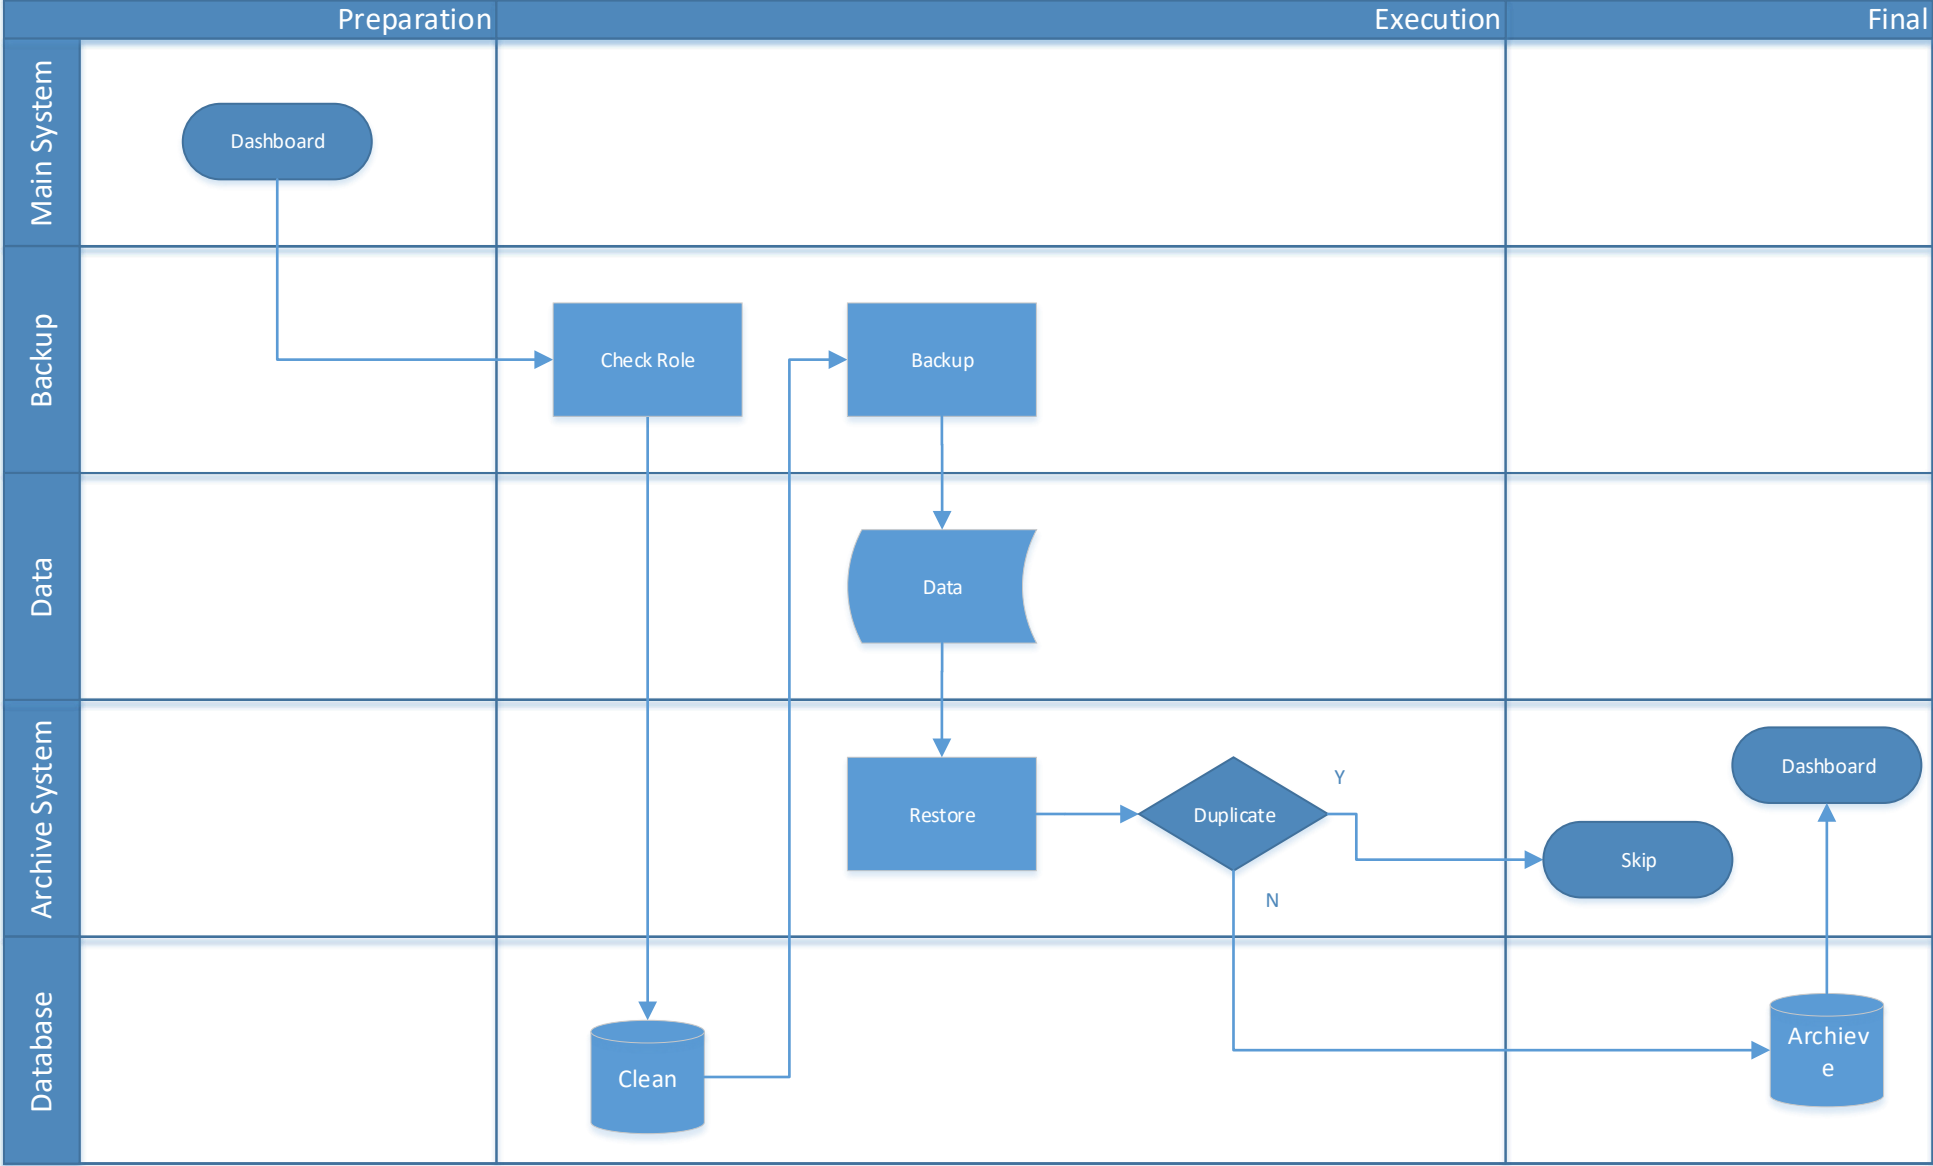 Preparation
Execution
Final
Main System
Dashboard
Backup
Check Role
Backup
Data
Data
Archive System
Restore
Duplicate
Y
N
Skip
Dashboard
Database
Clean
Archiev
e